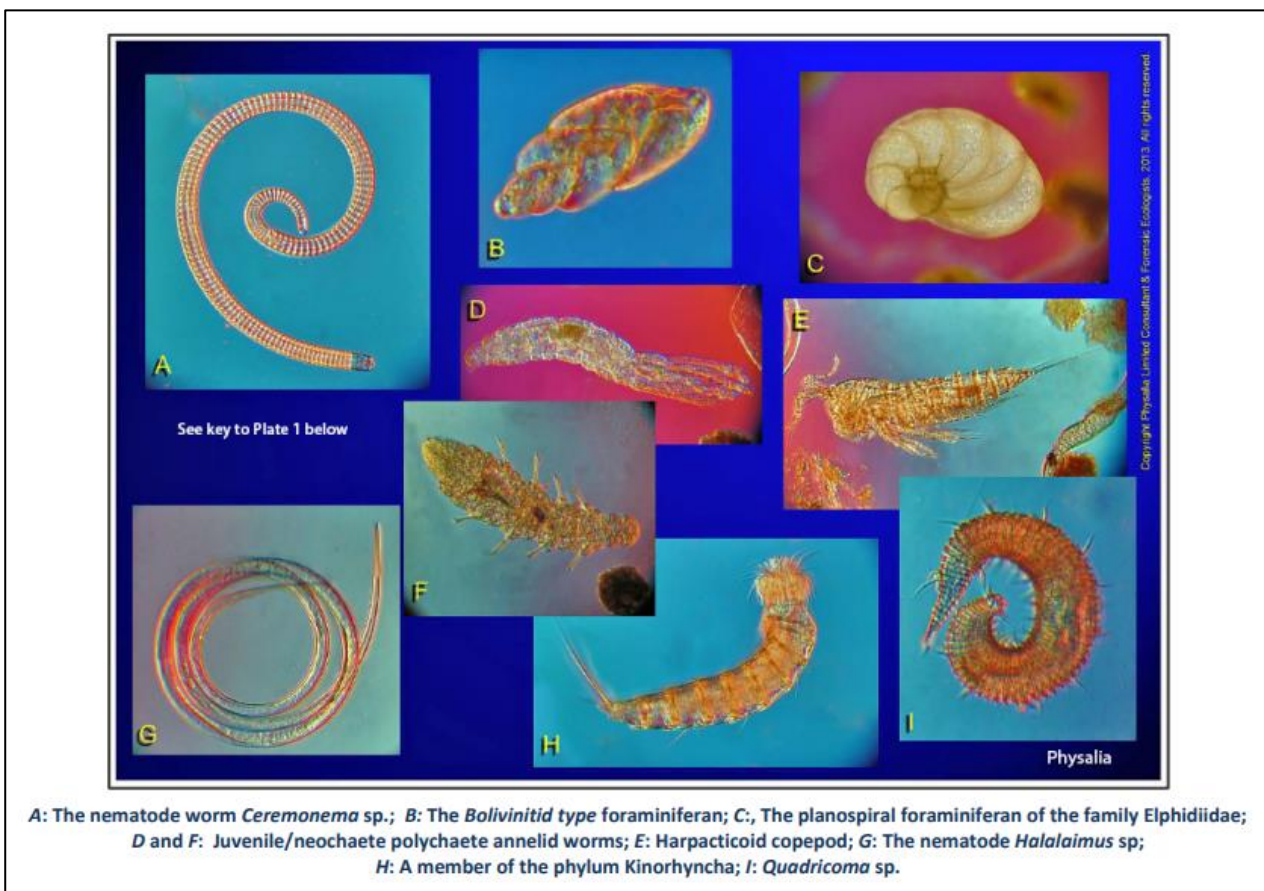 A
B
C
D
E
See key to Plate 1 below
F
G
H
I
Physalia
Copyright Physalia Limited Consultant & Forensic Ecologists, 2013. All rights reserved.
A: The nematode worm Ceremonema sp.; B: The Bolivinitid type foraminiferan; C:, The planospiral foraminiferan of the family Elphidiidae;
D and F: Juvenile/neochaete polychaete annelid worms; E: Harpacticoid copepod; G: The nematode Halalaimus sp;
H: A member of the phylum Kinorhyncha; I: Quadricoma sp.